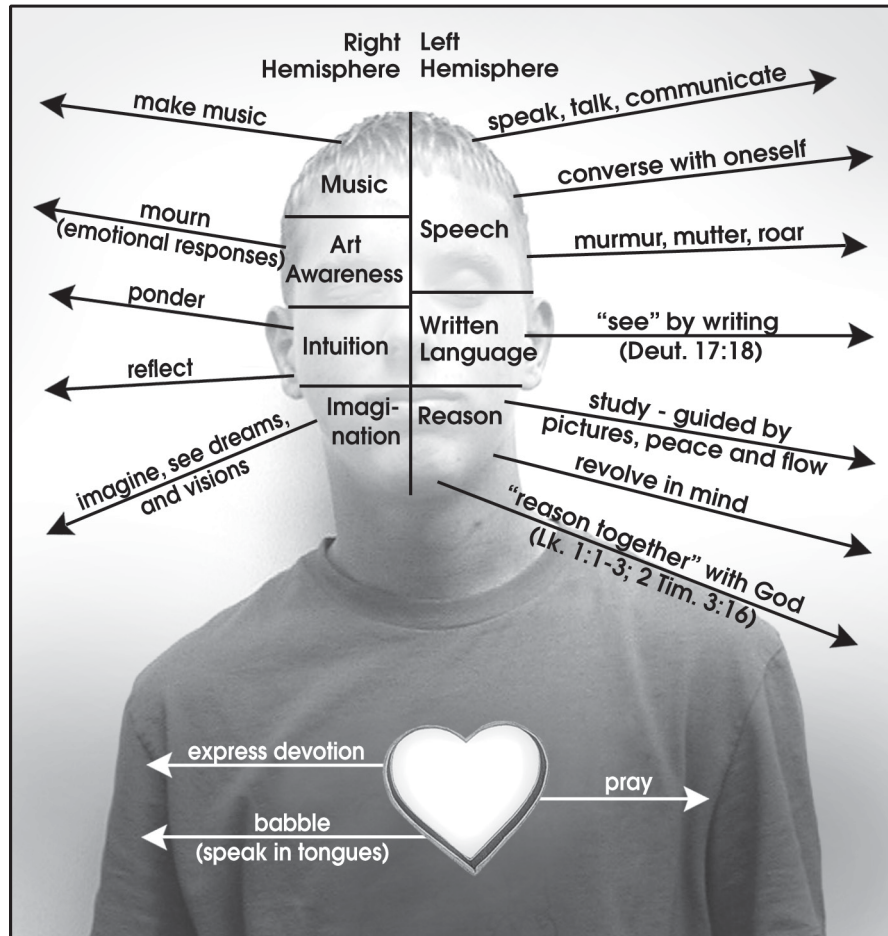 Right
Hemisphere
Left
Hemisphere
make music
mourn
(emotional responses)
ponder
reflect
imagine, see dreams,
and visions
Music
Art
Awareness
Intuition
Imagi-
nation
Speech
Written
Language
Reason
speak, talk, communicate
converse with oneself
murmur, mutter, roar
“see” by writing
(Deut. 17:18)
study - guided by
pictures, peace and flow
revolve in mind
“reason together” with God
(Lk. 1:1-3; 2 Tim. 3:16)
express devotion
babble
(speak in tongues)
pray